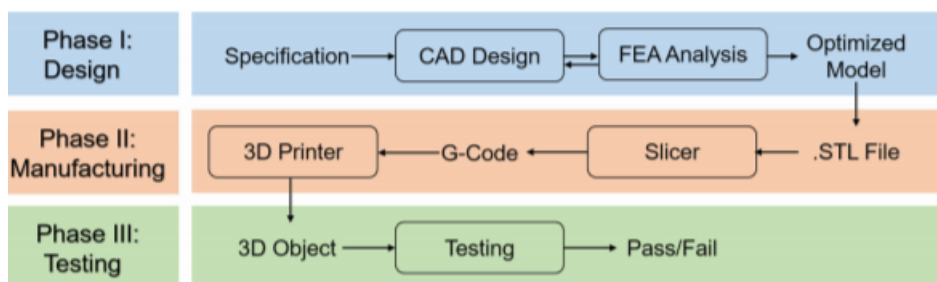 Phase I:
Design
Specification
CAD Design
FEA Analysis
Optimized
Model
Phase II:
Manufacturing
3D Printer
G-Code
Slicer
.STL File
Phase III:
Testing
3D Object
Testing
Pass/Fail